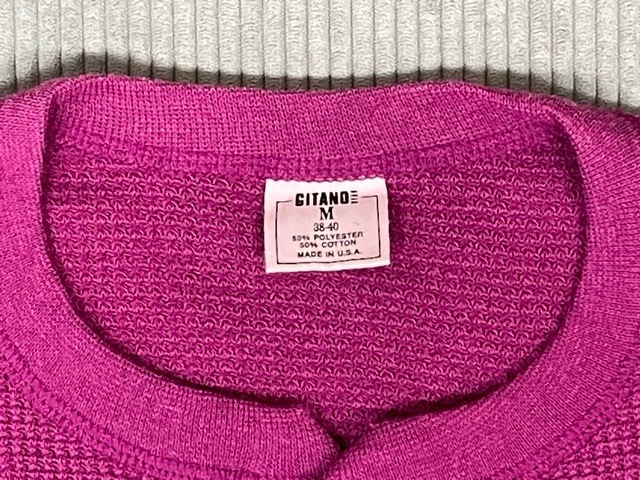 GITANO
M
38-40
50% POLYESTER
50% COTTON
MADE IN U.S.A.